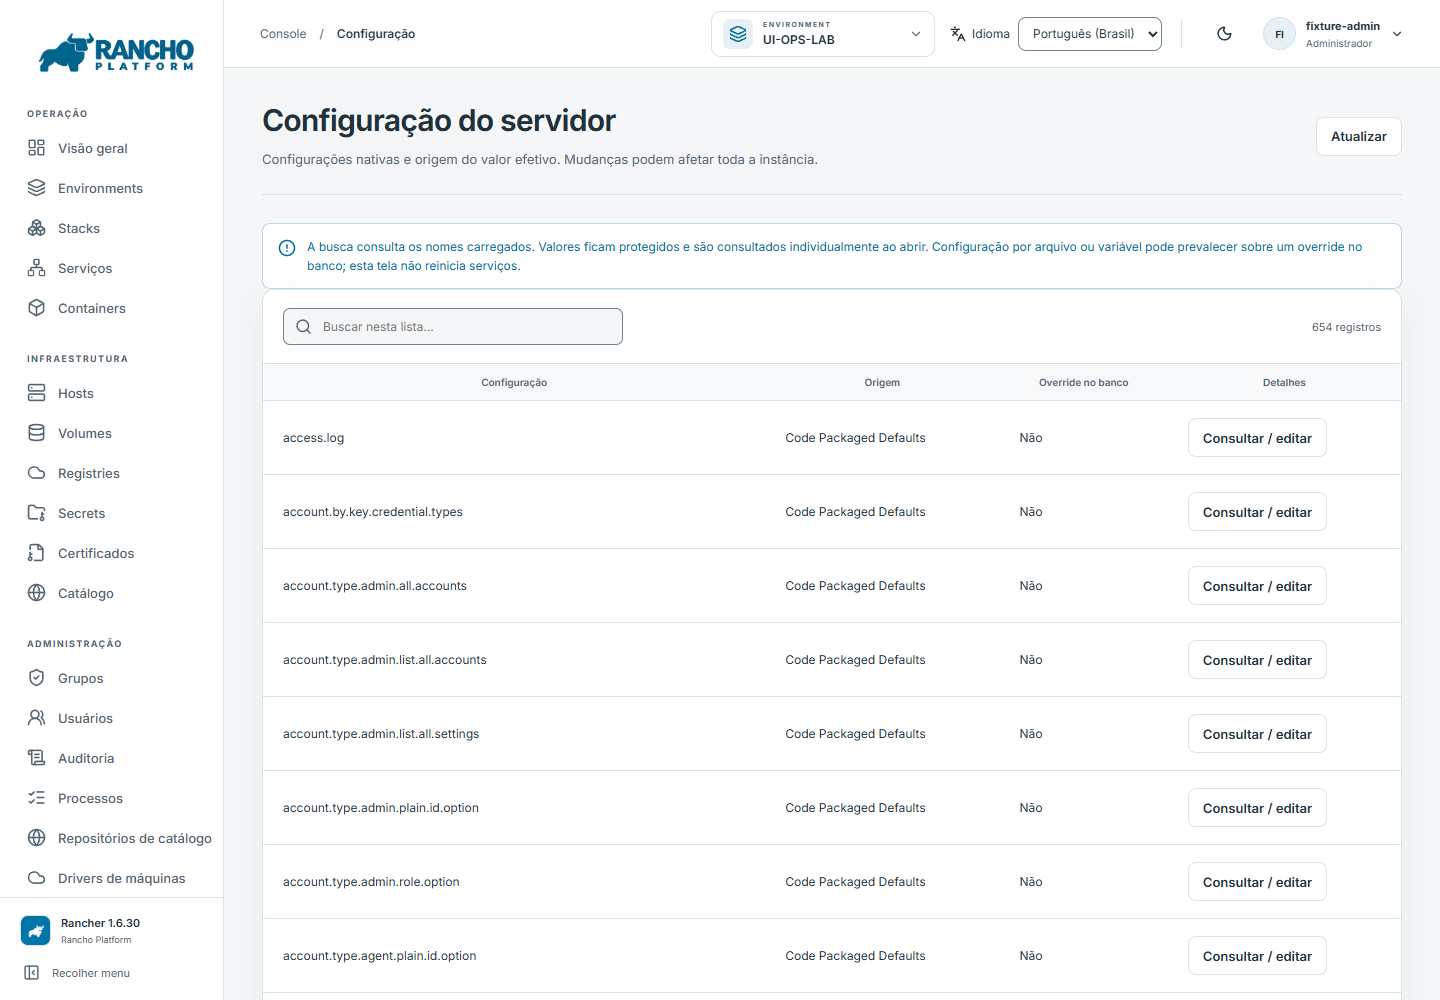 RANCHO
PLATFORM
OPERAÇÃO
Visão geral
Environments
Stacks
Serviços
Containers
INFRAESTRUTURA
Hosts
Volumes
Registries
Secrets
Certificados
Catálogo
ADMINISTRAÇÃO
Grupos
Usuários
Auditoria
Processos
Repositórios de catálogo
Drivers de máquinas
Rancher 1.6.30
Rancho Platform
Recolher menu
Console / Configuração
ENVIRONMENT
UI-OPS-LAB
Idioma
Português (Brasil)
FI
fixture-admin
Administrador
Configuração do servidor
Configurações nativas e origem do valor efetivo. Mudanças podem afetar toda a instância.
Atualizar
A busca consulta os nomes carregados. Valores ficam protegidos e são consultados individualmente ao abrir. Configuração por arquivo ou variável pode prevalecer sobre um override no
banco; esta tela não reinicia serviços.
Buscar nesta lista...
654 registros
Configuração Origem Override no banco Detalhes
access.log Code Packaged Defaults Não Consultar / editar
account.by.key.credential.types Code Packaged Defaults Não Consultar / editar
account.type.admin.all.accounts Code Packaged Defaults Não Consultar / editar
account.type.admin.list.all.accounts Code Packaged Defaults Não Consultar / editar
account.type.admin.list.all.settings Code Packaged Defaults Não Consultar / editar
account.type.admin.plain.id.option Code Packaged Defaults Não Consultar / editar
account.type.admin.role.option Code Packaged Defaults Não Consultar / editar
account.type.agent.plain.id.option Code Packaged Defaults Não Consultar / editar